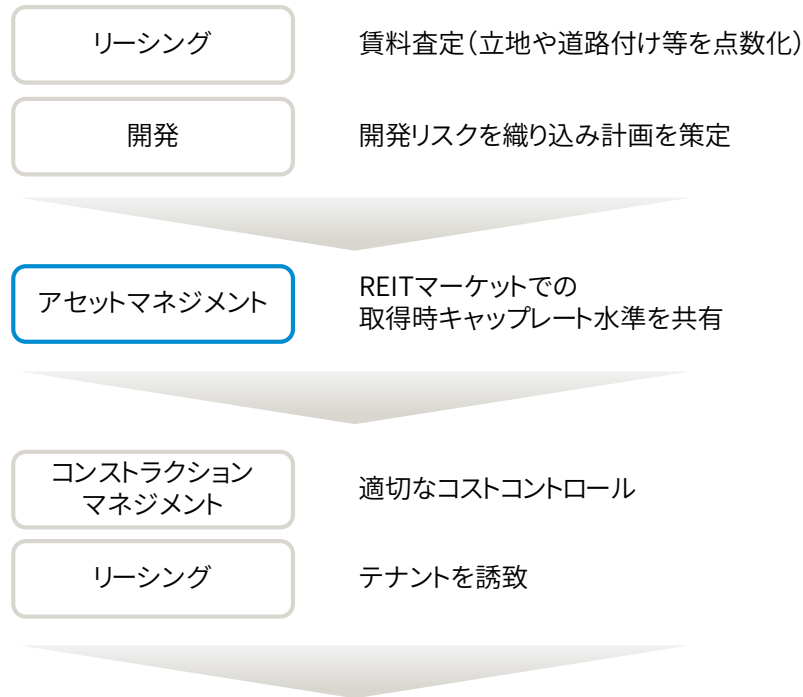 リーシング
賃料査定（立地や道路付け等を点数化）
開発
開発リスクを織り込み計画を策定
アセットマネジメント
REITマーケットでの
取得時キャップレート水準を共有
コンストラクション
マネジメント
適切なコストコントロール
リーシング
テナントを誘致